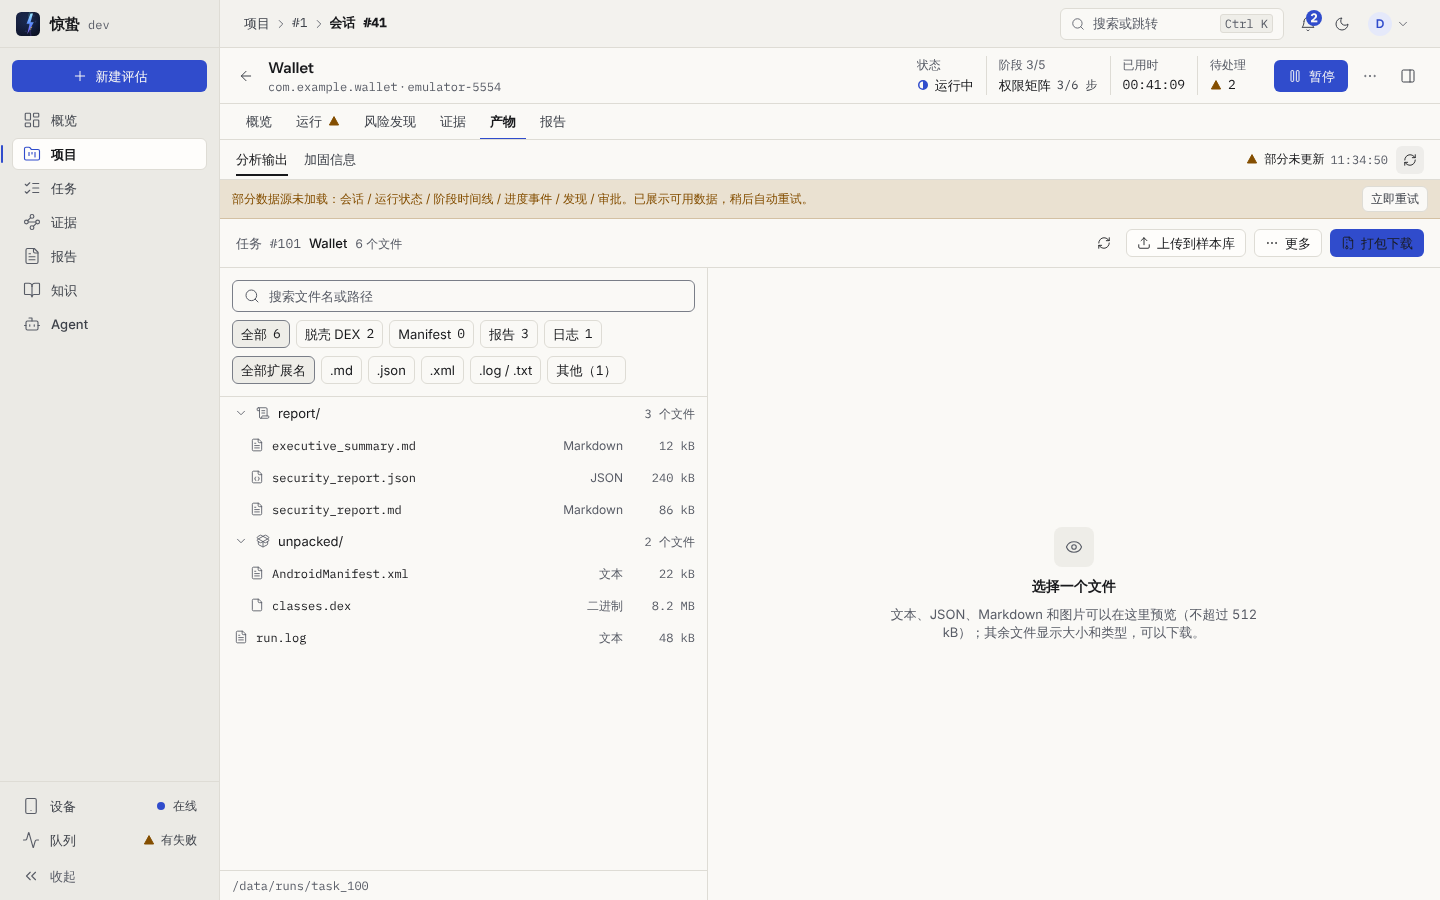 惊蛰 dev
项目 > #1 > 会话 #41
搜索或跳转 Ctrl K
2
D
新建评估
概览
项目
任务
证据
报告
知识
Agent
设备 在线
队列 有失败
收起
Wallet
com.example.wallet · emulator-5554
状态
运行中
阶段 3/5
权限矩阵 3/6 步
已用时
00:41:09
待处理
2
暂停
概览 运行 风险发现 证据 产物 报告
分析输出 加固信息
部分未更新 11:34:50
部分数据源未加载：会话 / 运行状态 / 阶段时间线 / 进度事件 / 发现 / 审批。已展示可用数据，稍后自动重试。
立即重试
任务 #101 Wallet 6 个文件
上传到样本库
更多
打包下载
搜索文件名或路径
全部 6 脱壳 DEX 2 Manifest 0 报告 3 日志 1
全部扩展名 .md .json .xml .log / .txt 其他（1）
report/ 3 个文件
executive_summary.md Markdown 12 kB
security_report.json JSON 240 kB
security_report.md Markdown 86 kB
unpacked/ 2 个文件
AndroidManifest.xml 文本 22 kB
classes.dex 二进制 8.2 MB
run.log 文本 48 kB
/data/runs/task_100
选择一个文件
文本、JSON、Markdown 和图片可以在这里预览（不超过 512
kB）；其余文件显示大小和类型，可以下载。